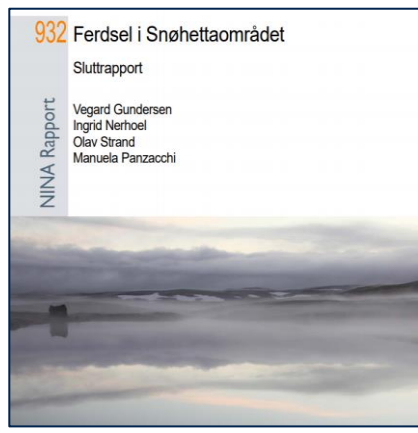 932 Ferdsel i Snøhettaområdet
Sluttrapport
Vegard Gundersen
Ingrid Nerhoel
Olav Strand
Manuela Panzacchi
NINA Rapport